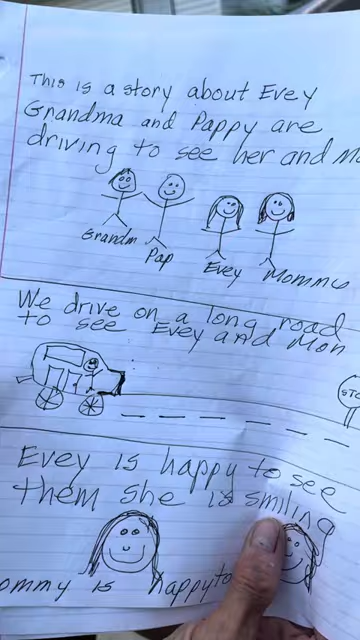 This is a story about Evey
Grandma and Pappy are
driving to see her and M
Grandm
Pap
Evey
Mommy
We drive on a long road
to see Evey and Mom
STO
Evey is happy to see
them she is smiling
ommy is happy to